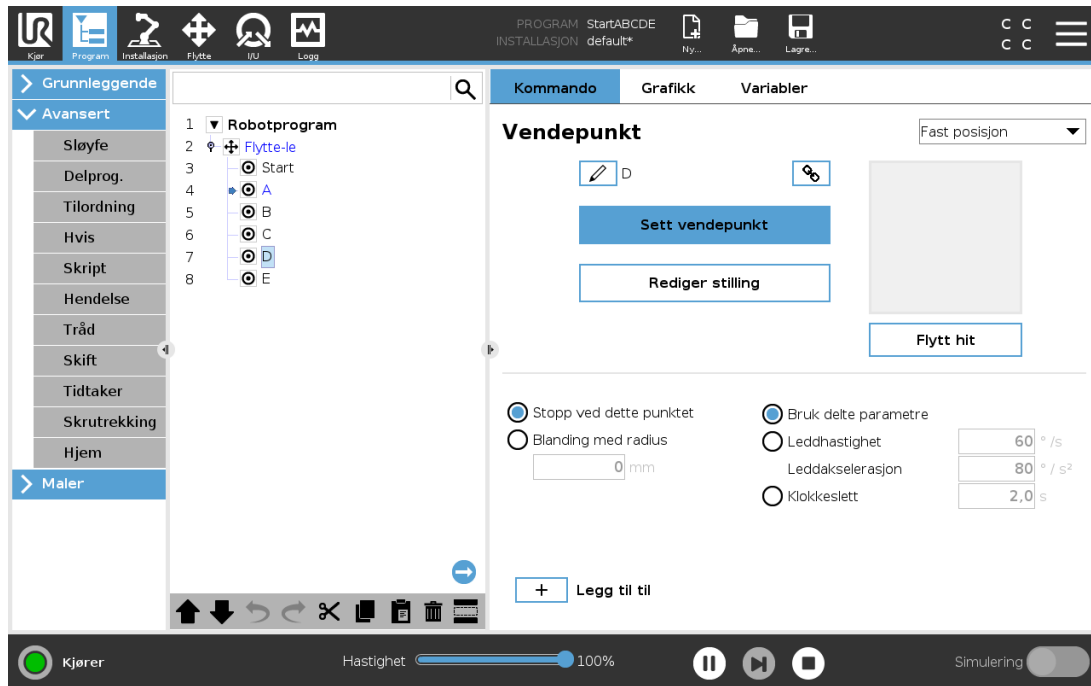 UR
PROGRAM StartABCDE
INSTALLASJON default*
Kjør Program Installasjon Flytte I/U Logg
Ny... Åpne... Lagre...
C C
C C
Grunnleggende
Avansert
Sløyfe
Delprog.
Tilordning
Hvis
Skript
Hendelse
Tråd
Skift
Tidtaker
Skrutrekking
Hjem
Maler
1 Robotprogram
2 Flytte-le
3 Start
4 A
5 B
6 C
7 D
8 E
Kommando Grafikk Variabler
Vendepunkt
Fast posisjon
D
Sett vendepunkt
Rediger stilling
Flytt hit
Stopp ved dette punktet
Blanding med radius
0 mm
Bruk delte parametre
Leddhastighet 60 ° /s
Leddakselerasjon 80 ° / s²
Klokkeslett 2,0 s
+ Legg til til
Kjører
Hastighet 100%
Simulering